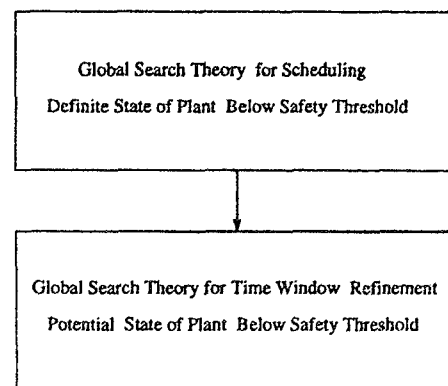 Global Search Theory for Scheduling
Definite State of Plant Below Safety Threshold
Global Search Theory for Time Window Refinement
Potential State of Plant Below Safety Threshold